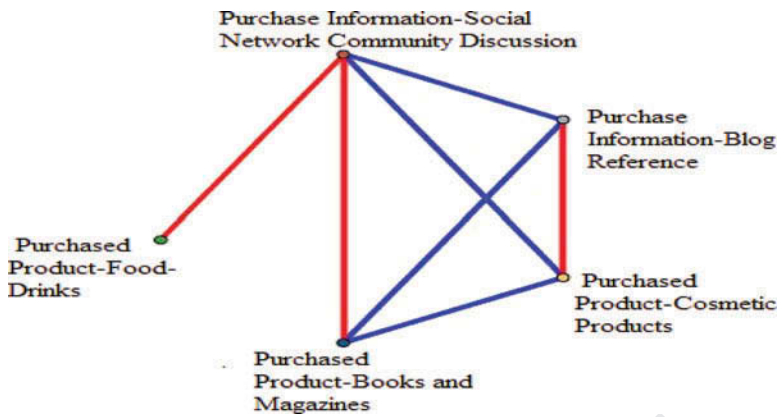 Purchase Information-Social
Network Community Discussion
Purchase
Information-Blog
Reference
Purchased
Product-Food-
Drinks
Purchased
Product-Cosmetic
Products
Purchased
Product-Books and
Magazines